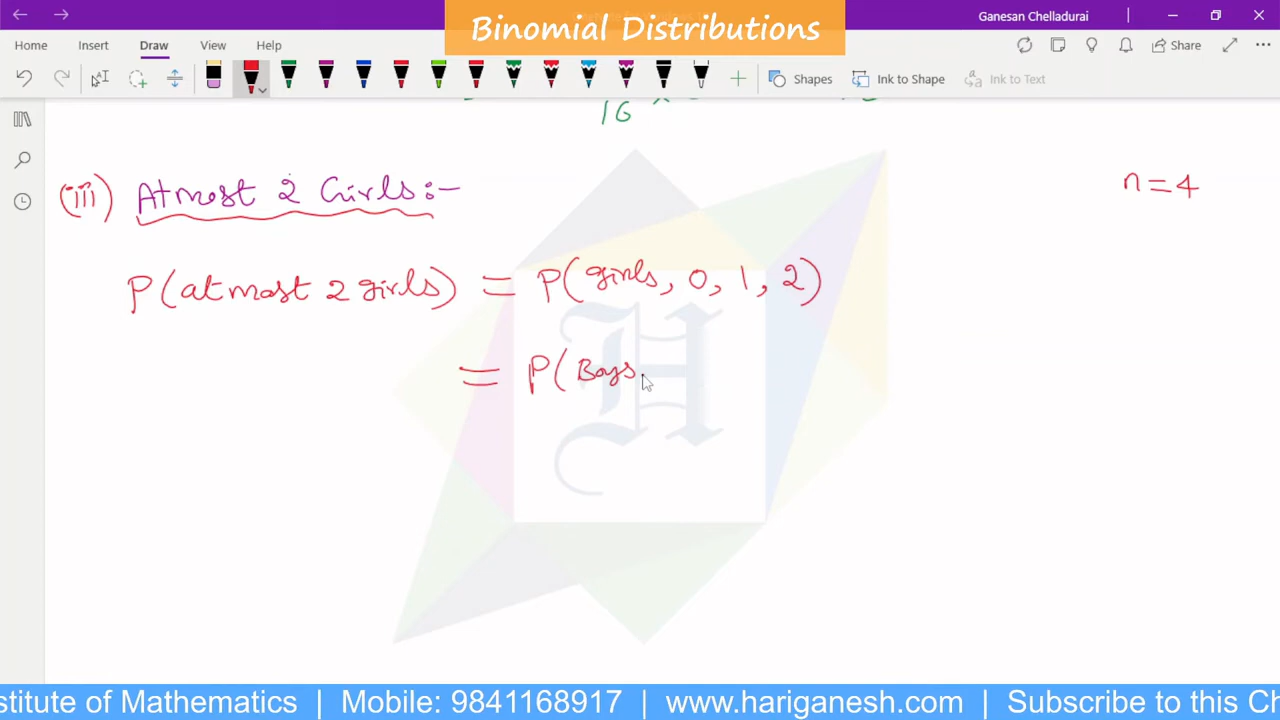 Binomial Distributions
Ganesan Chelladurai
Home Insert Draw View Help
Share
Shapes Ink to Shape Ink to Text
16
(iii) Atmost 2 Girls:-
n = 4
P(atmost 2 girls) = P(girls, 0, 1, 2)
= P(Boys
H
stitute of Mathematics | Mobile: 9841168917 | www.hariganesh.com | Subscribe to this Ch